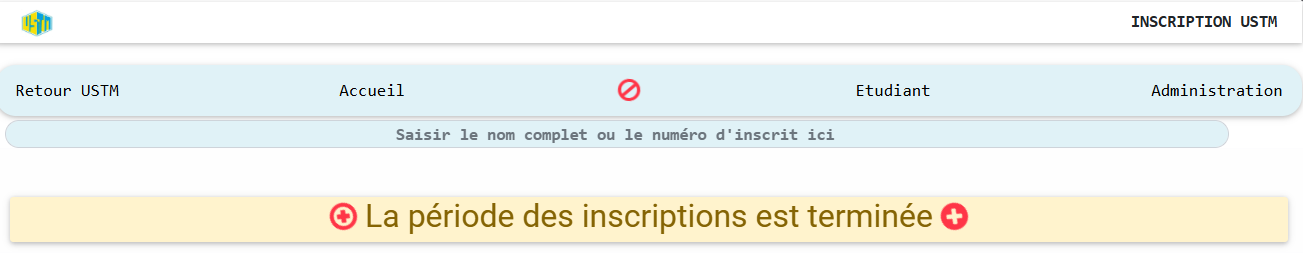 USTM
INSCRIPTION USTM
Retour USTM Accueil Etudiant Administration
Saisir le nom complet ou le numéro d'inscrit ici
La période des inscriptions est terminée